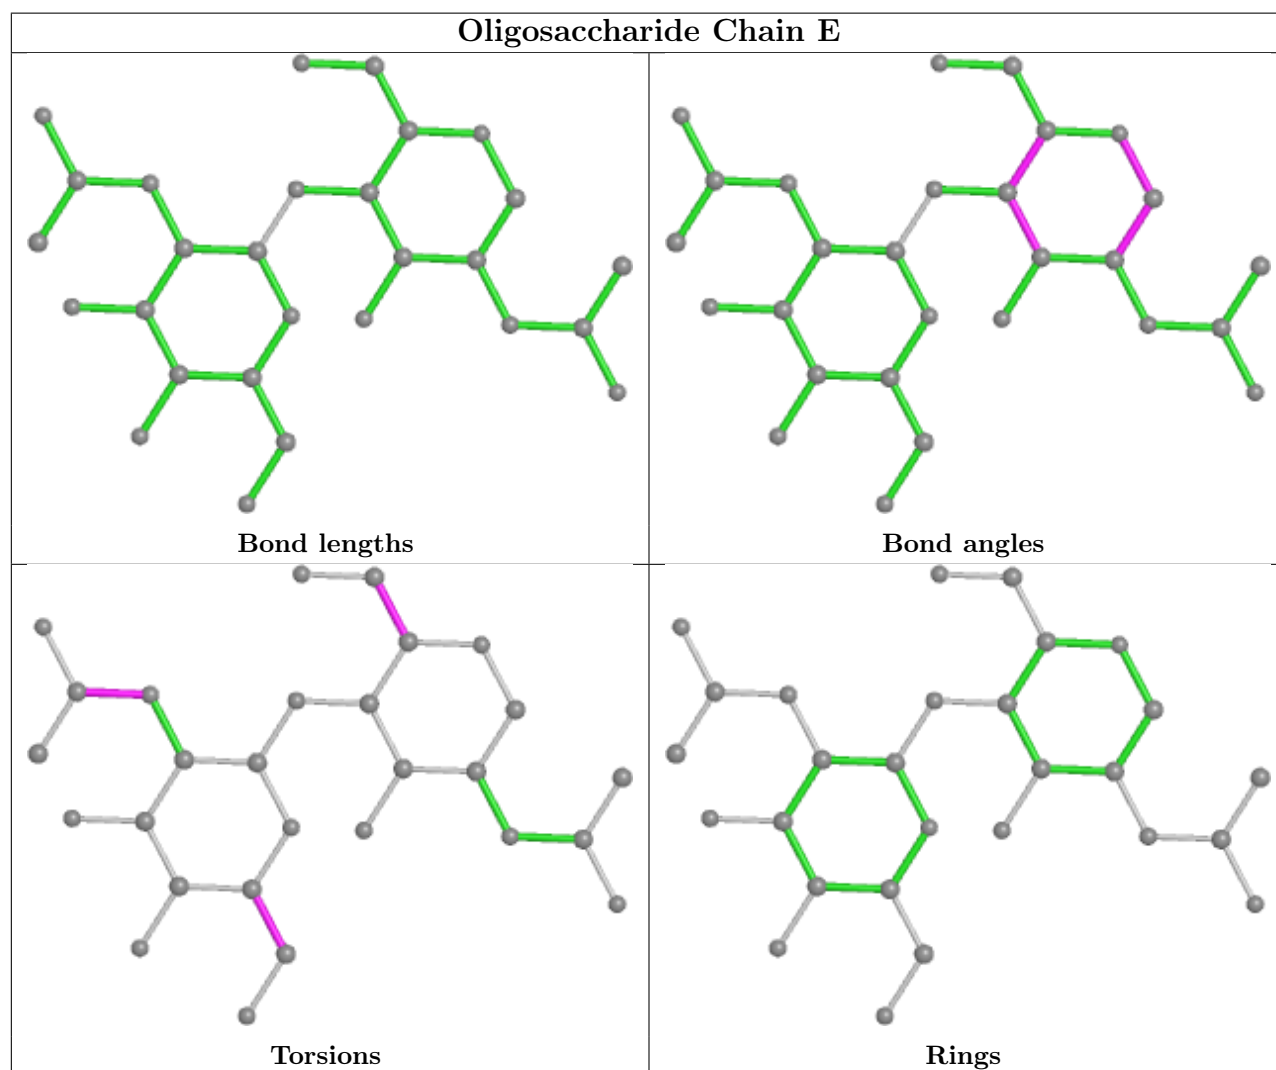 Oligosaccharide Chain E
Bond lengths
Bond angles
Torsions
Rings